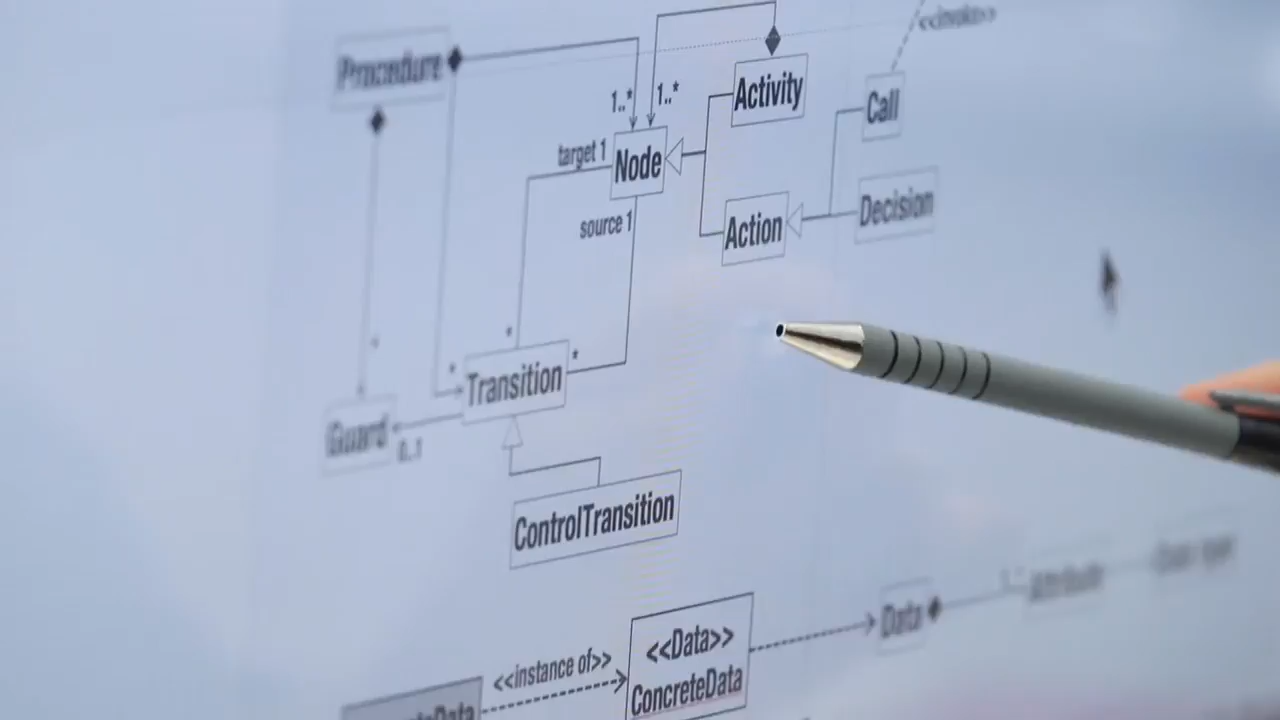 <<invoke>>
Procedure
Activity
Call
1..*
1..*
target 1
Node
source 1
Action
Decision
*
*
*
*
Transition
Guard
0..1
ControlTransition
Attribute
Data
<<Data>>
ConcreteData
<<instance of>>